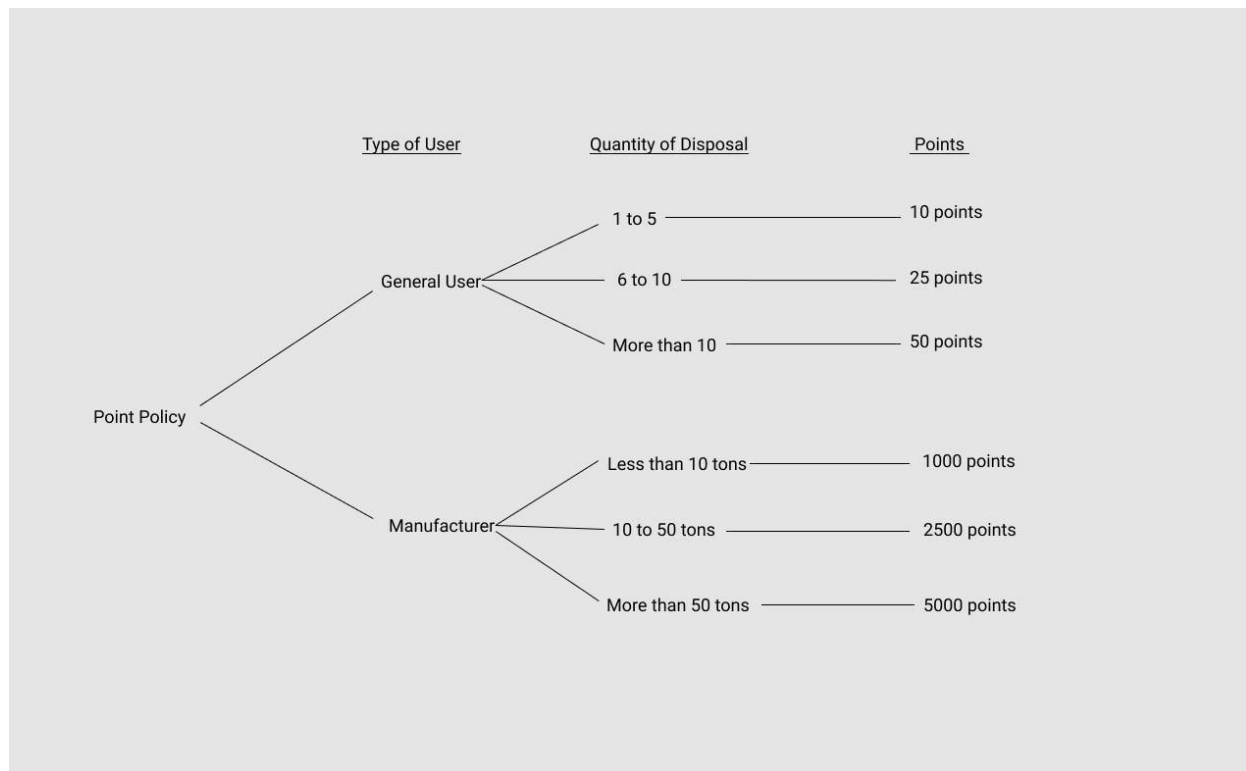 Type of User
Quantity of Disposal
Points
1 to 5
10 points
General User
6 to 10
25 points
More than 10
50 points
Point Policy
Less than 10 tons
1000 points
Manufacturer
10 to 50 tons
2500 points
More than 50 tons
5000 points